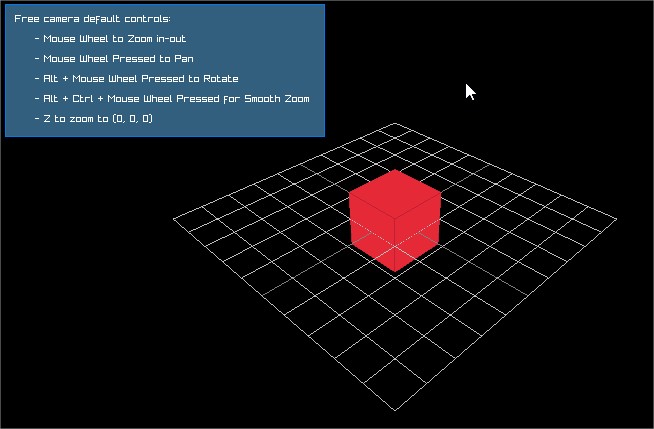 Free camera default controls:
- Mouse Wheel to Zoom in-out
- Mouse Wheel Pressed to Pan
- Alt + Mouse Wheel Pressed to Rotate
- Alt + Ctrl + Mouse Wheel Pressed for Smooth Zoom
- Z to zoom to (0, 0, 0)